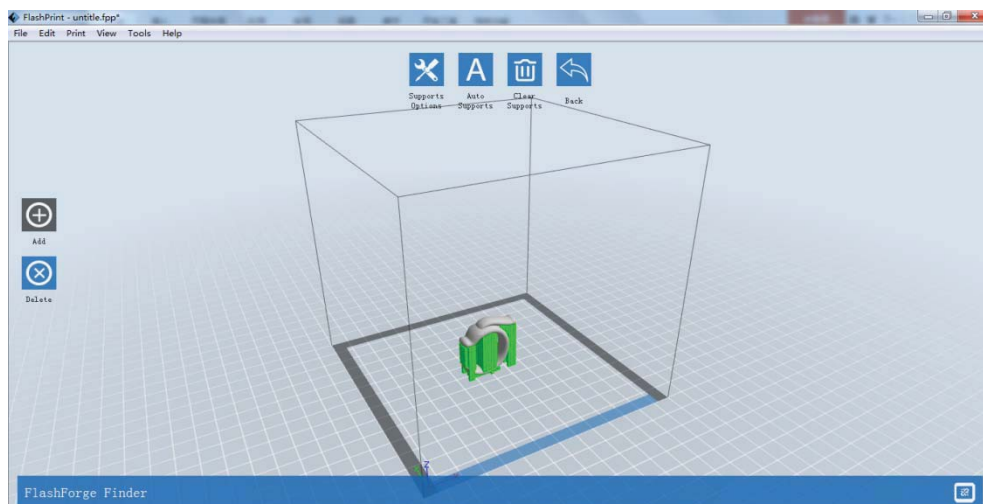 FlashPrint - untitle.fpp*
File Edit Print View Tools Help
A
Supports Options
Auto Supports
Clear Supports
Back
Add
Delete
Z
FlashForge Finder